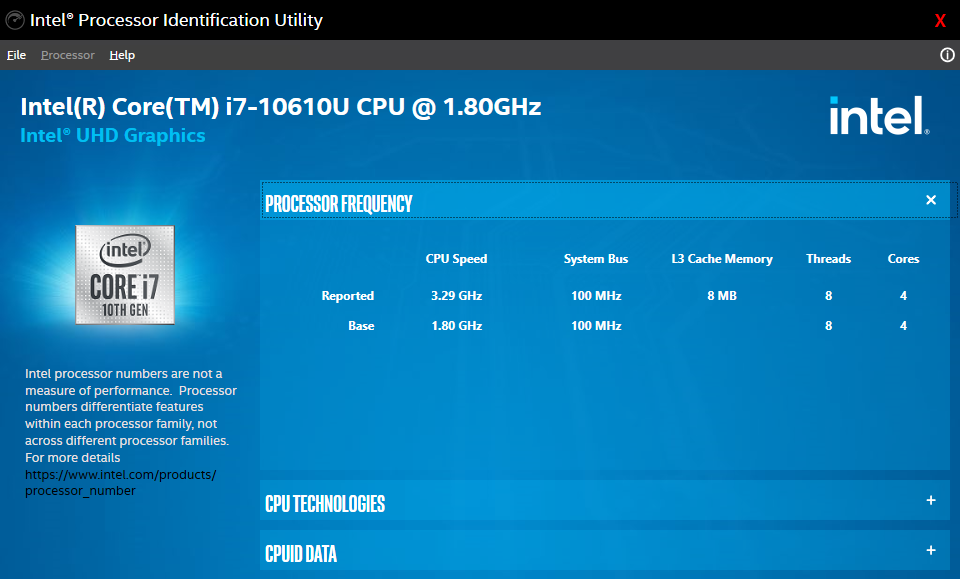 Intel® Processor Identification Utility
X
File Processor Help
Intel(R) Core(TM) i7-10610U CPU @ 1.80GHz
Intel® UHD Graphics
intel®
PROCESSOR FREQUENCY
CPU Speed System Bus L3 Cache Memory Threads Cores
Reported 3.29 GHz 100 MHz 8 MB 8 4
Base 1.80 GHz 100 MHz 8 4
intel
CORE i7
10TH GEN
Intel processor numbers are not a
measure of performance. Processor
numbers differentiate features
within each processor family, not
across different processor families.
For more details
https://www.intel.com/products/
processor_number
CPU TECHNOLOGIES +
CPUID DATA +